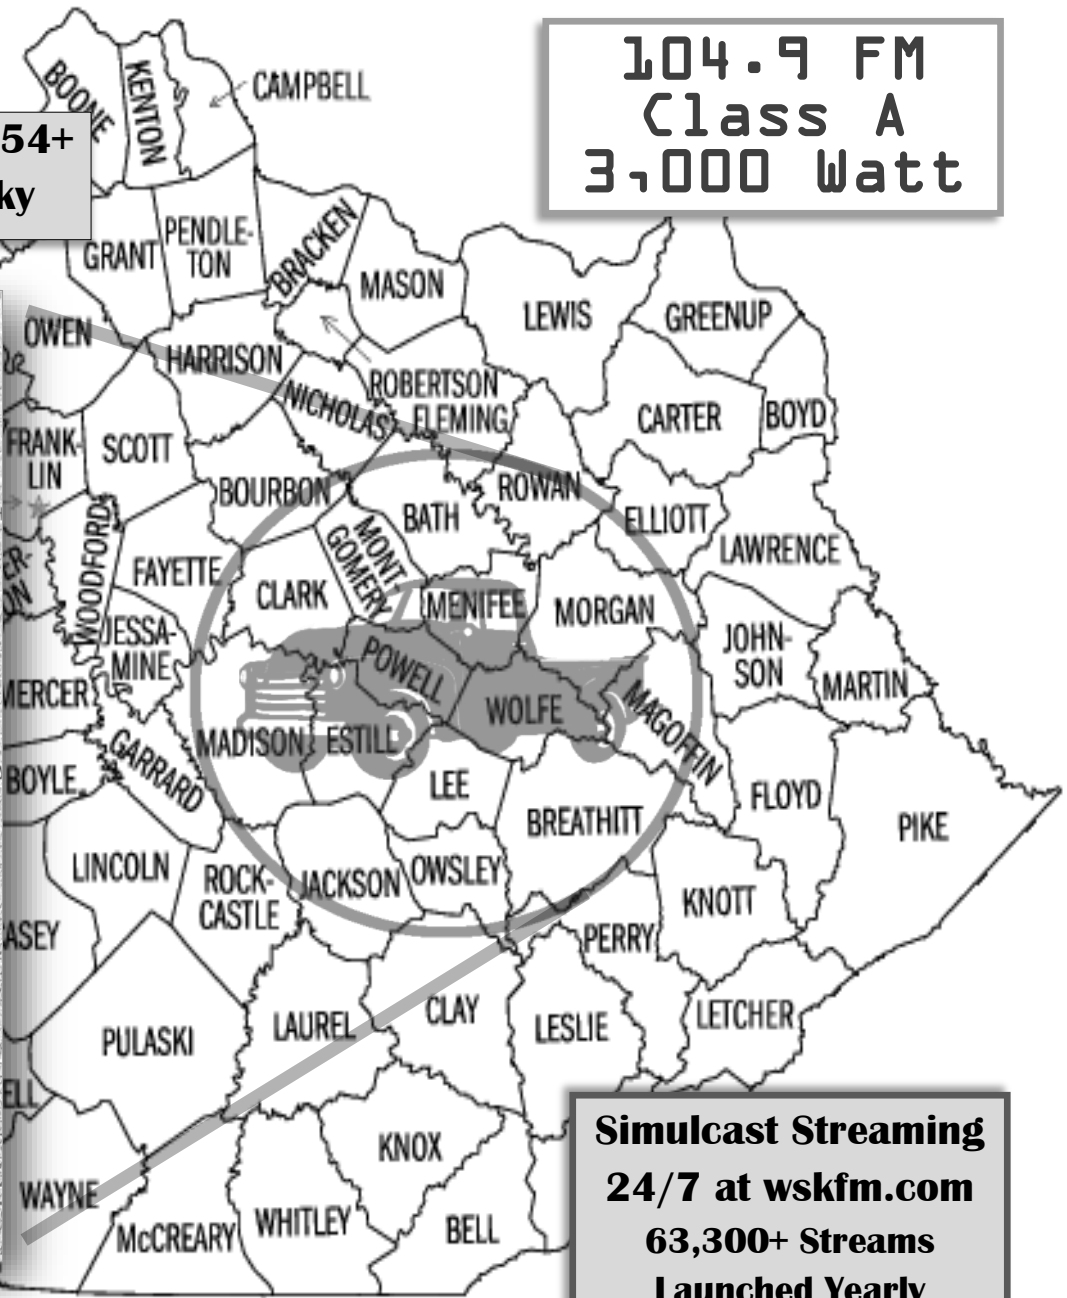 104.9 FM
Class A
3,000 Watt
BOONE
KENTON
CAMPBELL
54+
ky
GRANT
PENDLE-
TON
BRACKEN
MASON
LEWIS
GREENUP
OWEN
HARRISON
ROBERTSON
NICHOLAS
FLEMING
CARTER
BOYD
FRANK-
LIN
SCOTT
BOURBON
BATH
ROWAN
ELLIOTT
LAWRENCE
WOODFORD
FAYETTE
CLARK
MONT
GOMERY
MENIFEE
MORGAN
ER-
ON
JESSA-
MINE
POWELL
WOLFE
MAGOFFIN
JOHN-
SON
MARTIN
MERCER
GARRARD
MADISON
ESTILL
LEE
BREATHITT
FLOYD
PIKE
BOYLE
LINCOLN
ROCK-
CASTLE
JACKSON
OWSLEY
KNOTT
PERRY
ASEY
PULASKI
LAUREL
CLAY
LESLIE
LETCHER
ELL
WAYNE
McCREARY
WHITLEY
KNOX
BELL
Simulcast Streaming
24/7 at wskfm.com
63,300+ Streams
Launched Yearly